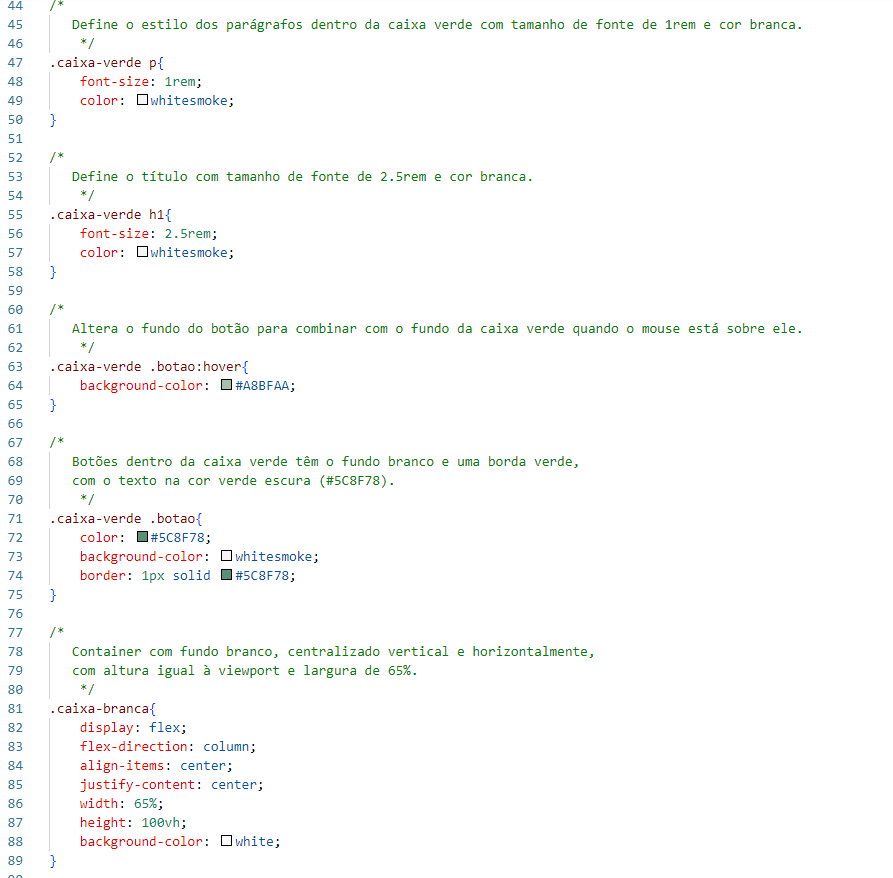 44 /*
45 Define o estilo dos parágrafos dentro da caixa verde com tamanho de fonte de 1rem e cor branca.
46 */
47 .caixa-verde p{
48 font-size: 1rem;
49 color: whitesmoke;
50 }
51
52 /*
53 Define o título com tamanho de fonte de 2.5rem e cor branca.
54 */
55 .caixa-verde h1{
56 font-size: 2.5rem;
57 color: whitesmoke;
58 }
59
60 /*
61 Altera o fundo do botão para combinar com o fundo da caixa verde quando o mouse está sobre ele.
62 */
63 .caixa-verde .botao:hover{
64 background-color: #A8BFAA;
65 }
66
67 /*
68 Botões dentro da caixa verde têm o fundo branco e uma borda verde,
69 com o texto na cor verde escura (#5C8F78).
70 */
71 .caixa-verde .botao{
72 color: #5C8F78;
73 background-color: whitesmoke;
74 border: 1px solid #5C8F78;
75 }
76
77 /*
78 Container com fundo branco, centralizado vertical e horizontalmente,
79 com altura igual à viewport e largura de 65%.
80 */
81 .caixa-branca{
82 display: flex;
83 flex-direction: column;
84 align-items: center;
85 justify-content: center;
86 width: 65%;
87 height: 100vh;
88 background-color: white;
89 }